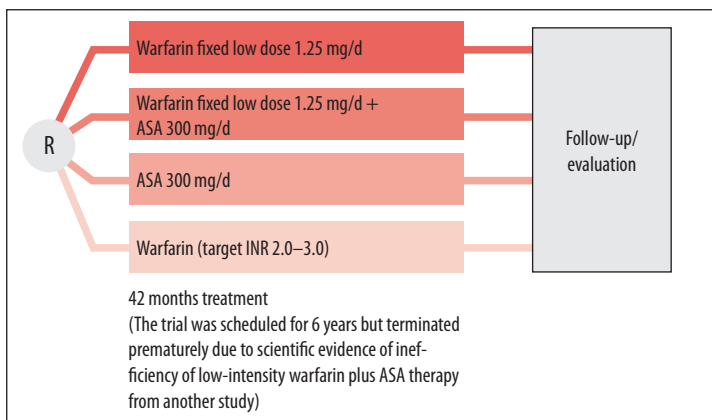 Warfarin fixed low dose 1.25 mg/d
Warfarin fixed low dose 1.25 mg/d +
ASA 300 mg/d
R
Follow-up/
evaluation
ASA 300 mg/d
Warfarin (target INR 2.0–3.0)
42 months treatment
(The trial was scheduled for 6 years but terminated
prematurely due to scientific evidence of inef-
ficiency of low-intensity warfarin plus ASA therapy
from another study)